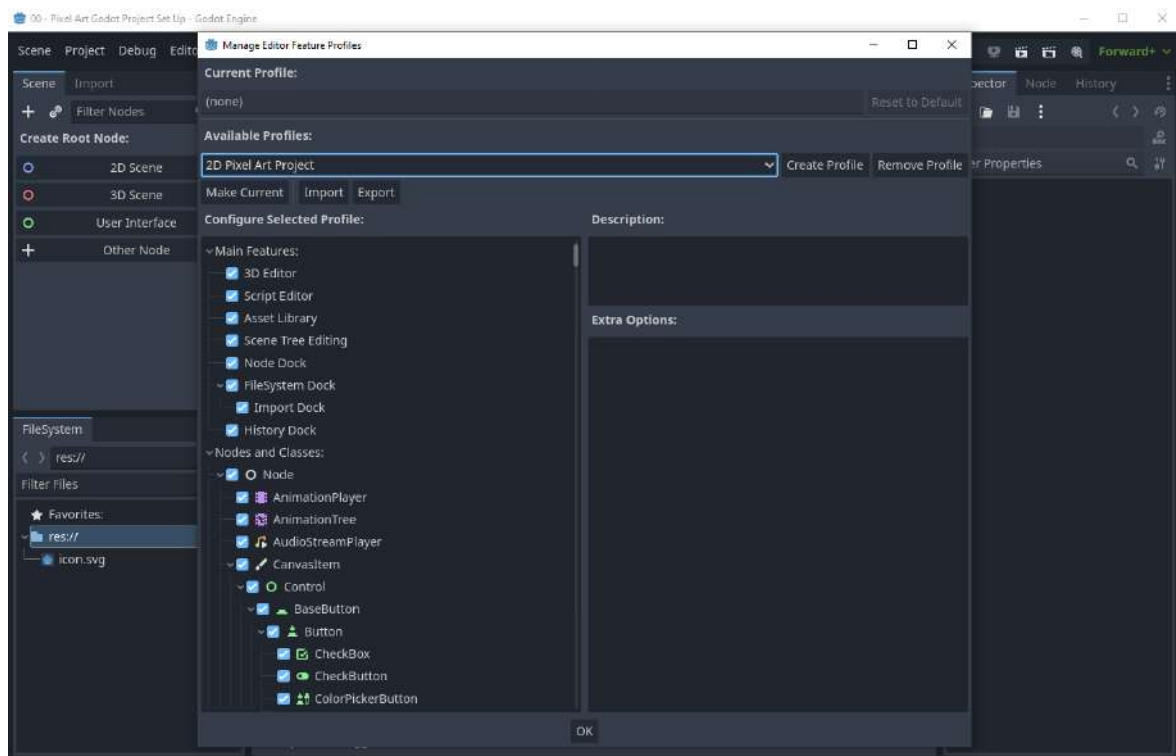 00 - Pixel Art Godot Project Set Up - Godot Engine
Manage Editor Feature Profiles
Scene Project Debug Edito
Forward+
Current Profile:
(none)
Reset to Default
Available Profiles:
2D Pixel Art Project
Create Profile
Remove Profile
Make Current
Import
Export
Configure Selected Profile:
Main Features:
3D Editor
Script Editor
Asset Library
Scene Tree Editing
Node Dock
FileSystem Dock
Import Dock
History Dock
Nodes and Classes:
Node
AnimationPlayer
AnimationTree
AudioStreamPlayer
CanvasItem
Control
BaseButton
Button
CheckBox
CheckButton
ColorPickerButton
Description:
Extra Options:
OK
Scene Import
Filter Nodes
Create Root Node:
2D Scene
3D Scene
User Interface
Other Node
FileSystem
res://
Filter Files
Favorites:
res://
icon.svg
pector Node History
er Properties